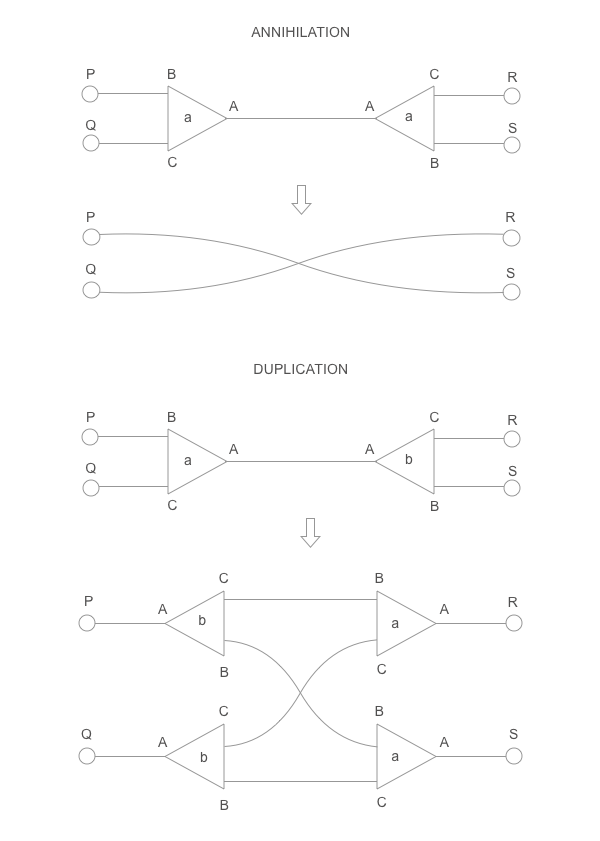 ANNIHILATION
P B C R
A A
a a
Q S
C B
P R
Q S
DUPLICATION
P B C R
A A
a b
Q S
C B
C B
P A A R
b a
B C
C B
Q A A S
b a
B C